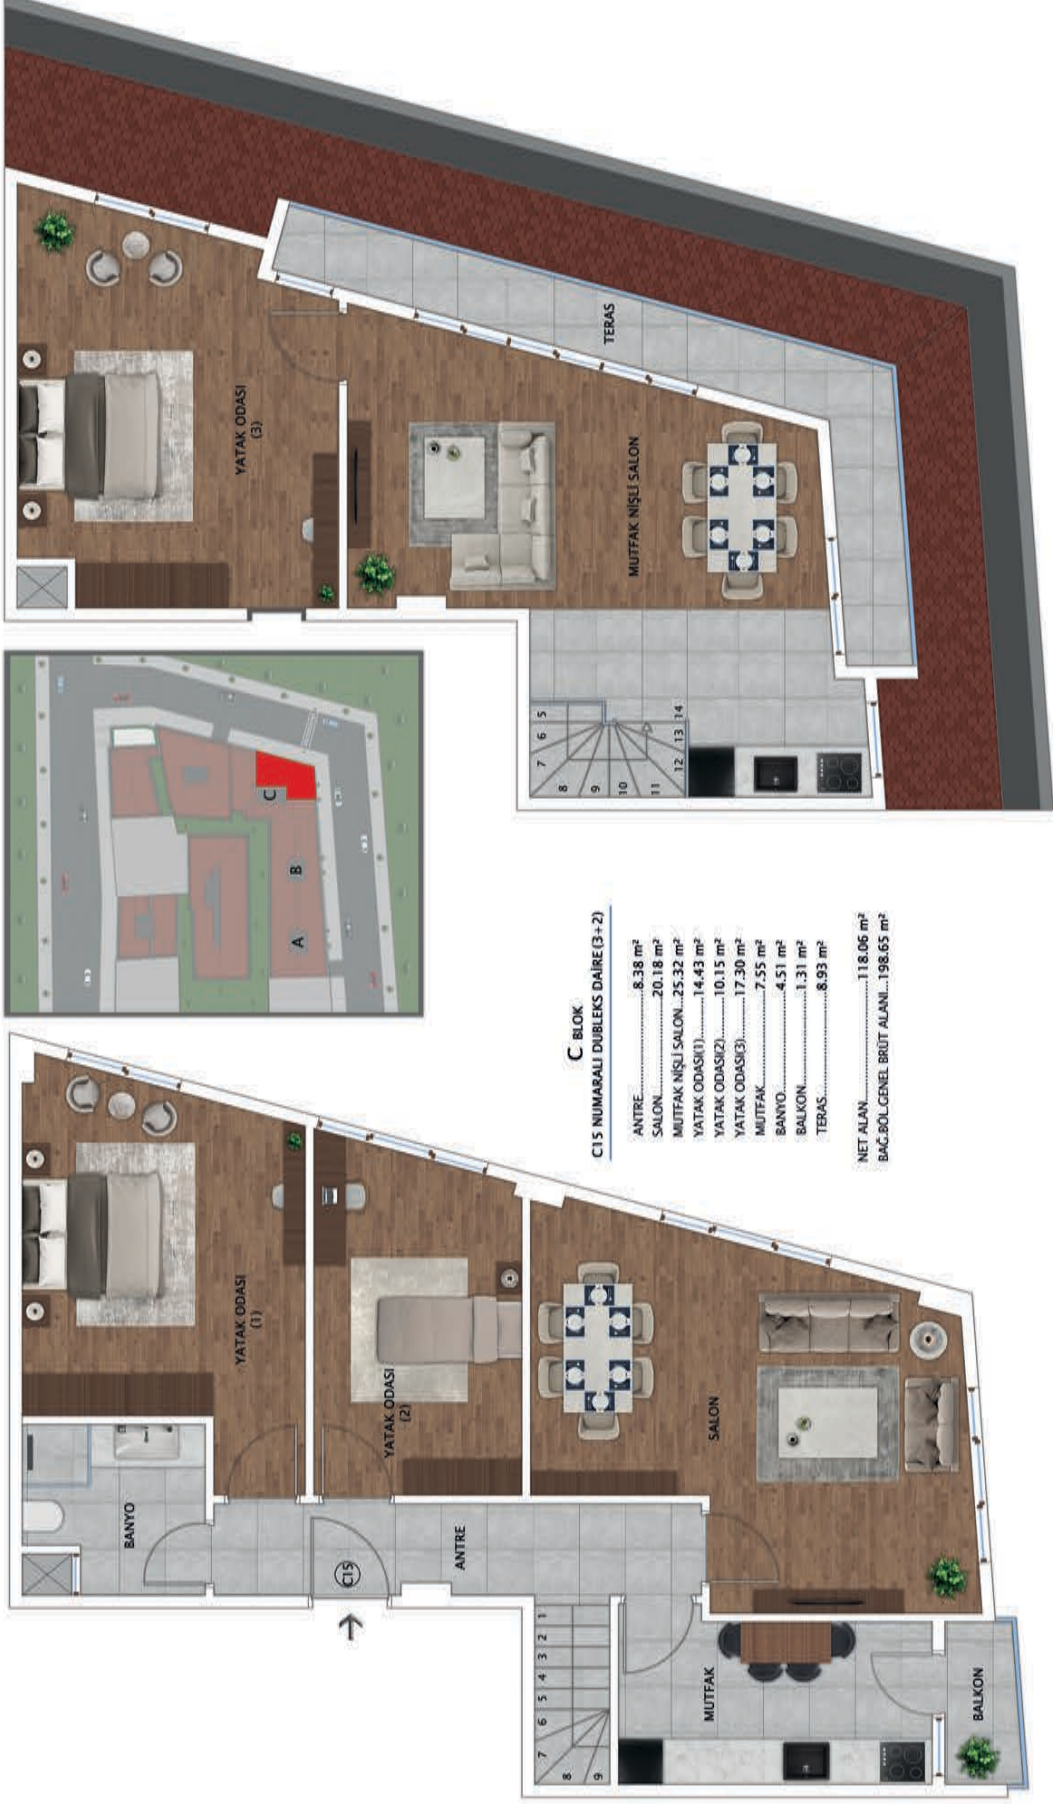 C BLOK
C15 NUMARALI DUBLEKS DAİRE(3+2)
ANTRE.....................8.38 m²
SALON...................20.18 m²
MUTFAK NİŞLİ SALON...25.32 m²
YATAK ODASI(1).........14.43 m²
YATAK ODASI(2).........10.15 m²
YATAK ODASI(3).........17.30 m²
MUTFAK...................7.55 m²
BANYO.....................4.51 m²
BALKON...................1.31 m²
TERAS.....................8.93 m²
NET ALAN.........................118.06 m²
BAĞ.BÖL.GENEL BRÜT ALANI...198.65 m²
BANYO
YATAK ODASI
(1)
C15
YATAK ODASI
(2)
ANTRE
1 2 3 4 5 6 7
8
9
SALON
MUTFAK
BALKON
A
B
C
YATAK ODASI
(3)
TERAS
MUTFAK NİŞLİ SALON
5
6
7
8
9
10
11
12 13 14